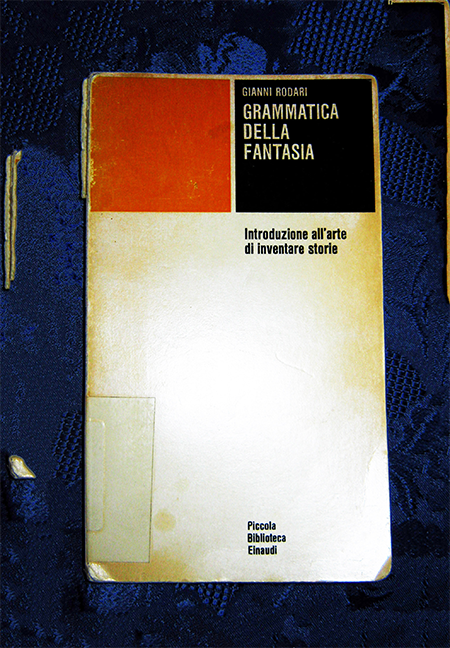 GIANNI RODARI
GRAMMATICA
DELLA
FANTASIA
Introduzione all'arte
di inventare storie
Piccola
Biblioteca
Einaudi